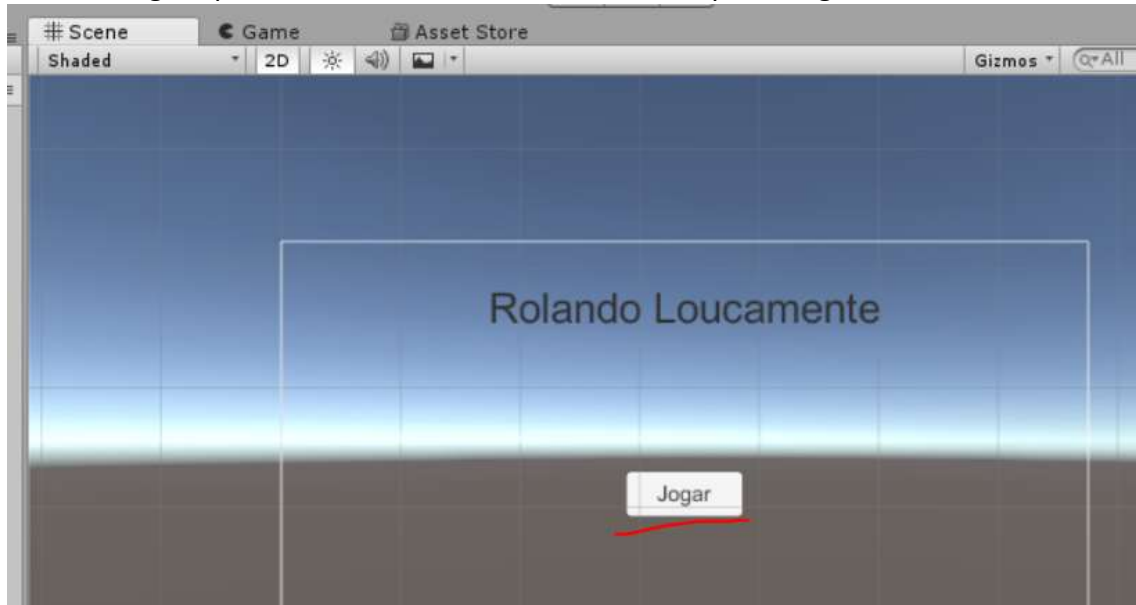 Scene Game Asset Store
Shaded 2D Gizmos All
Rolando Loucamente
Jogar